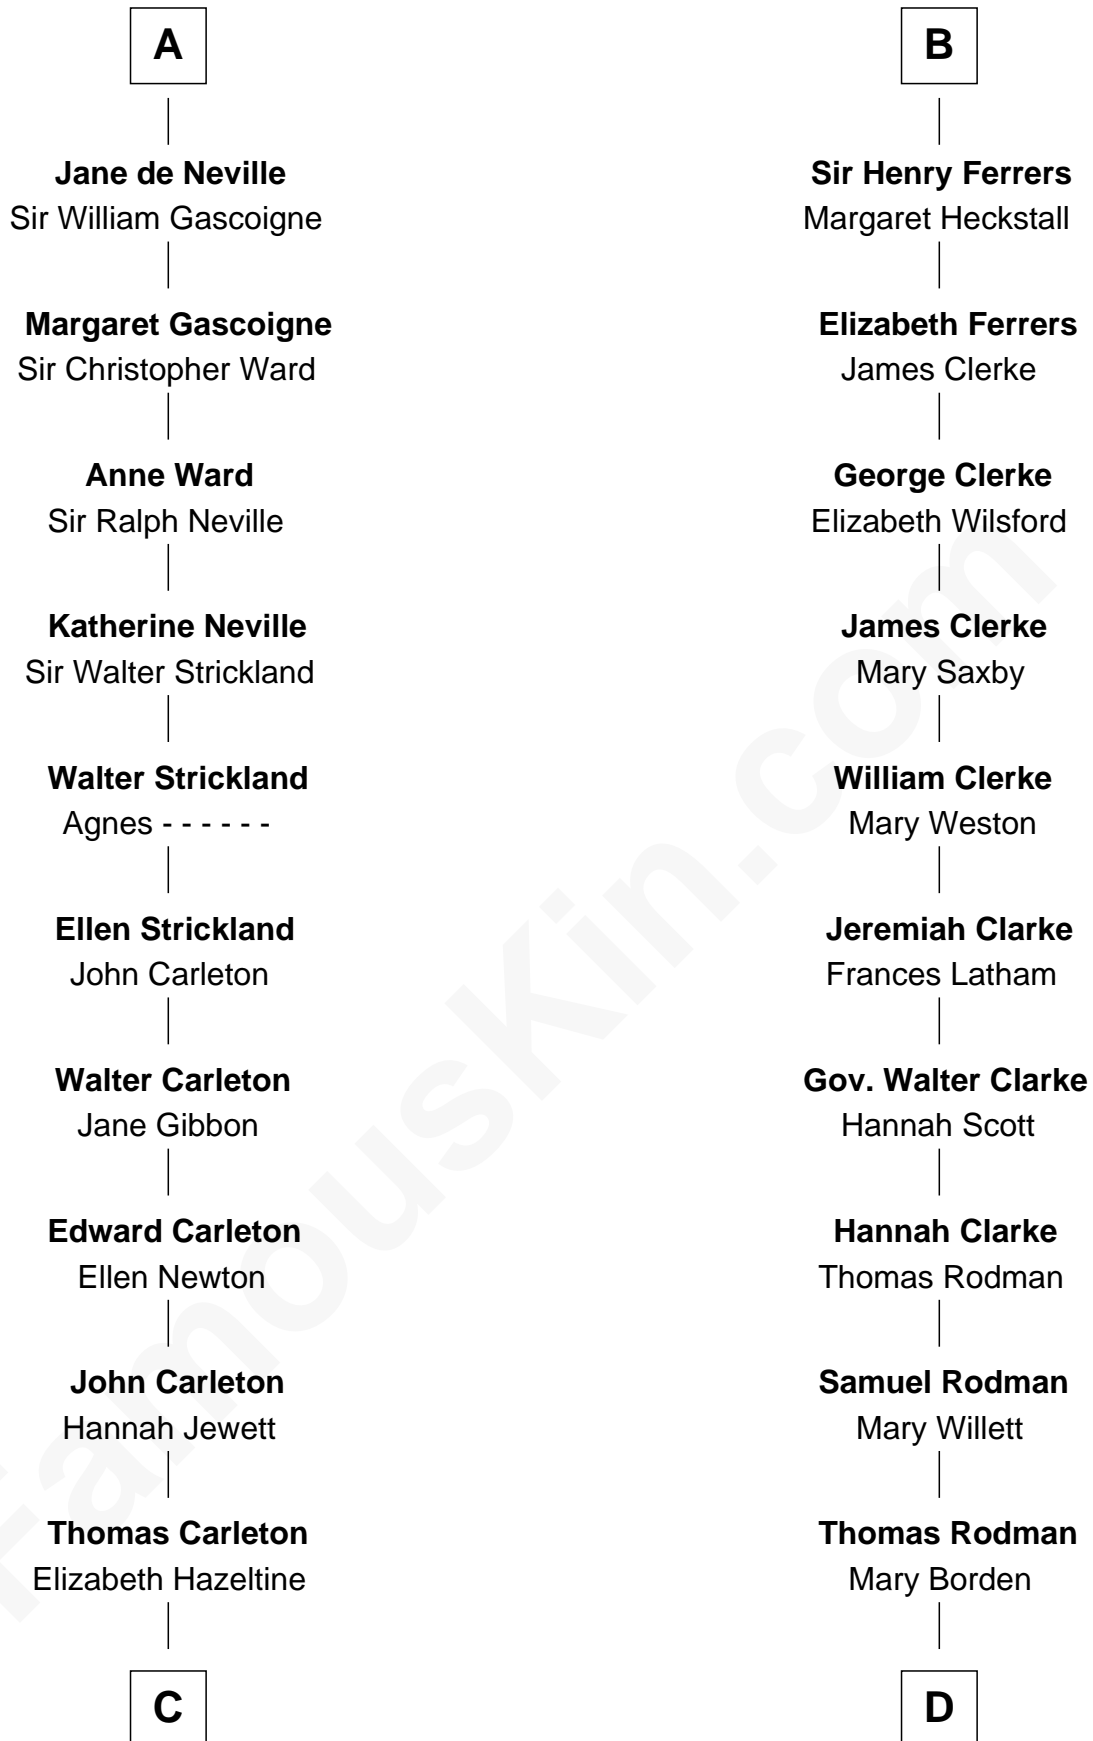 A
Jane de Neville
Sir William Gascoigne
Margaret Gascoigne
Sir Christopher Ward
Anne Ward
Sir Ralph Neville
Katherine Neville
Sir Walter Strickland
Walter Strickland
Agnes - - - - - -
Ellen Strickland
John Carleton
Walter Carleton
Jane Gibbon
Edward Carleton
Ellen Newton
John Carleton
Hannah Jewett
Thomas Carleton
Elizabeth Hazeltine
C
B
Sir Henry Ferrers
Margaret Heckstall
Elizabeth Ferrers
James Clerke
George Clerke
Elizabeth Wilsford
James Clerke
Mary Saxby
William Clerke
Mary Weston
Jeremiah Clarke
Frances Latham
Gov. Walter Clarke
Hannah Scott
Hannah Clarke
Thomas Rodman
Samuel Rodman
Mary Willett
Thomas Rodman
Mary Borden
D
FamousKin.com